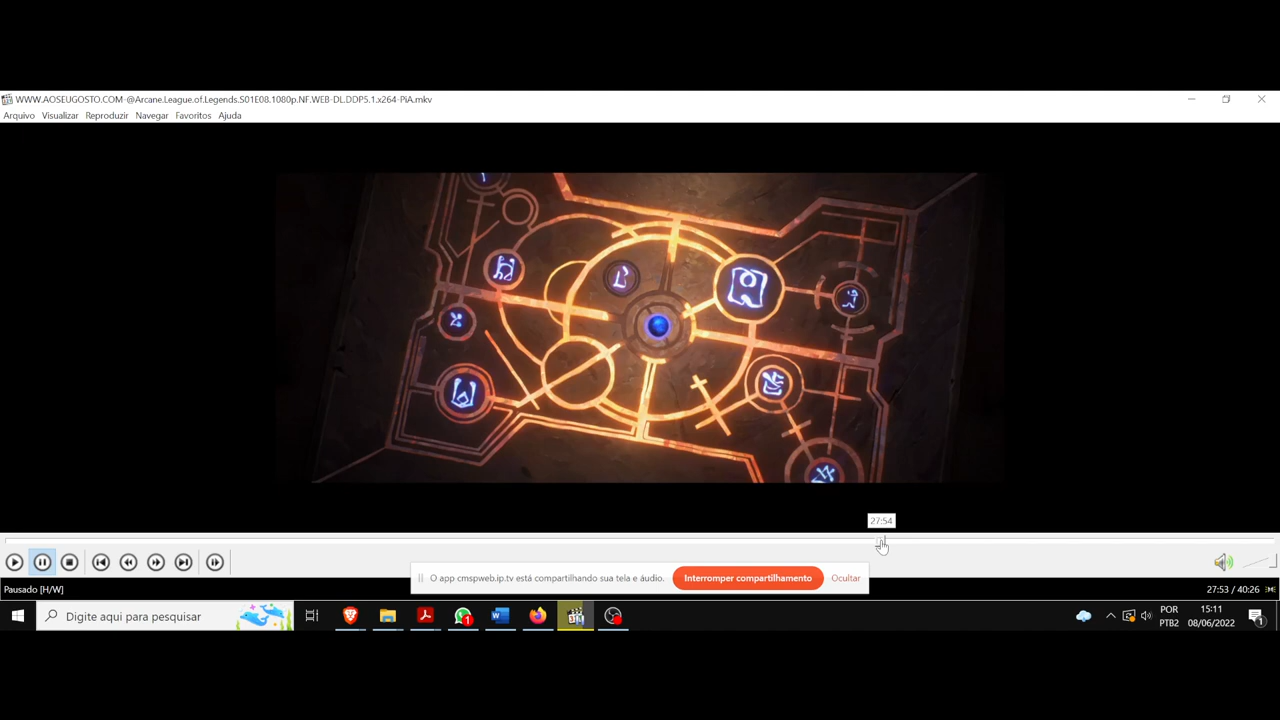 WWW.AOSEUGOSTO.COM-@Arcane.League.of.Legends.S01E08.1080p.NF.WEB-DL.DDP5.1.x264-PiA.mkv
Arquivo Visualizar Reproduzir Navegar Favoritos Ajuda
27:54
O app cmspweb.ip.tv está compartilhando sua tela e áudio. Interromper compartilhamento Ocultar
Pausado [H/W] 27:53 / 40:26
Digite aqui para pesquisar
1
POR
PTB2
15:11
08/06/2022
1